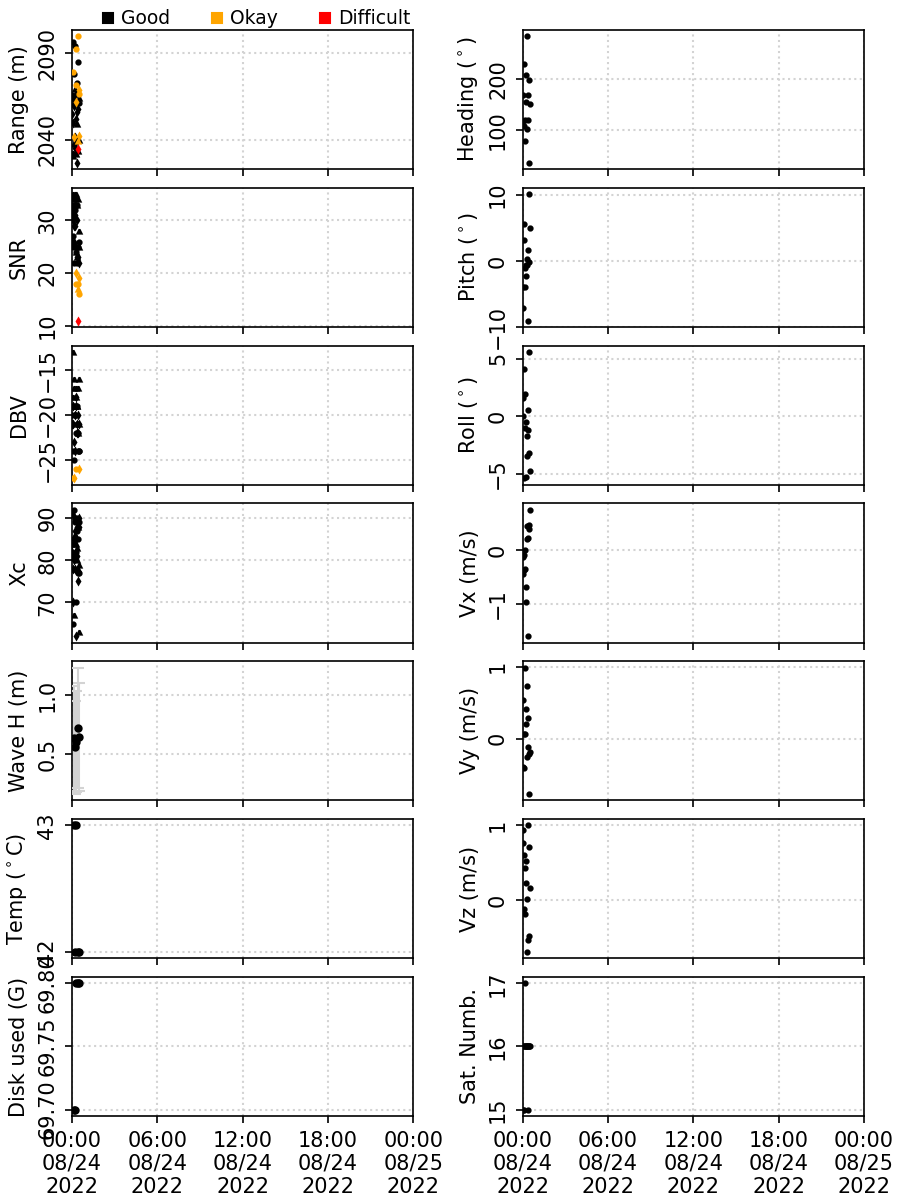 Good Okay Difficult
Range (m)
2090
2040
Heading (°)
200
100
SNR
30
20
10
Pitch (°)
10
0
−10
DBV
−15
−20
−25
Roll (°)
5
0
−5
Xc
90
80
70
Vx (m/s)
0
−1
Wave H (m)
1.0
0.5
Vy (m/s)
1
0
Temp (°C)
43
42
Vz (m/s)
1
0
Disk used (G)
69.80
69.75
69.70
Sat. Numb.
17
16
15
00:00 06:00 12:00 18:00 00:00
08/24 08/24 08/24 08/24 08/25
2022 2022 2022 2022 2022
00:00 06:00 12:00 18:00 00:00
08/24 08/24 08/24 08/24 08/25
2022 2022 2022 2022 2022